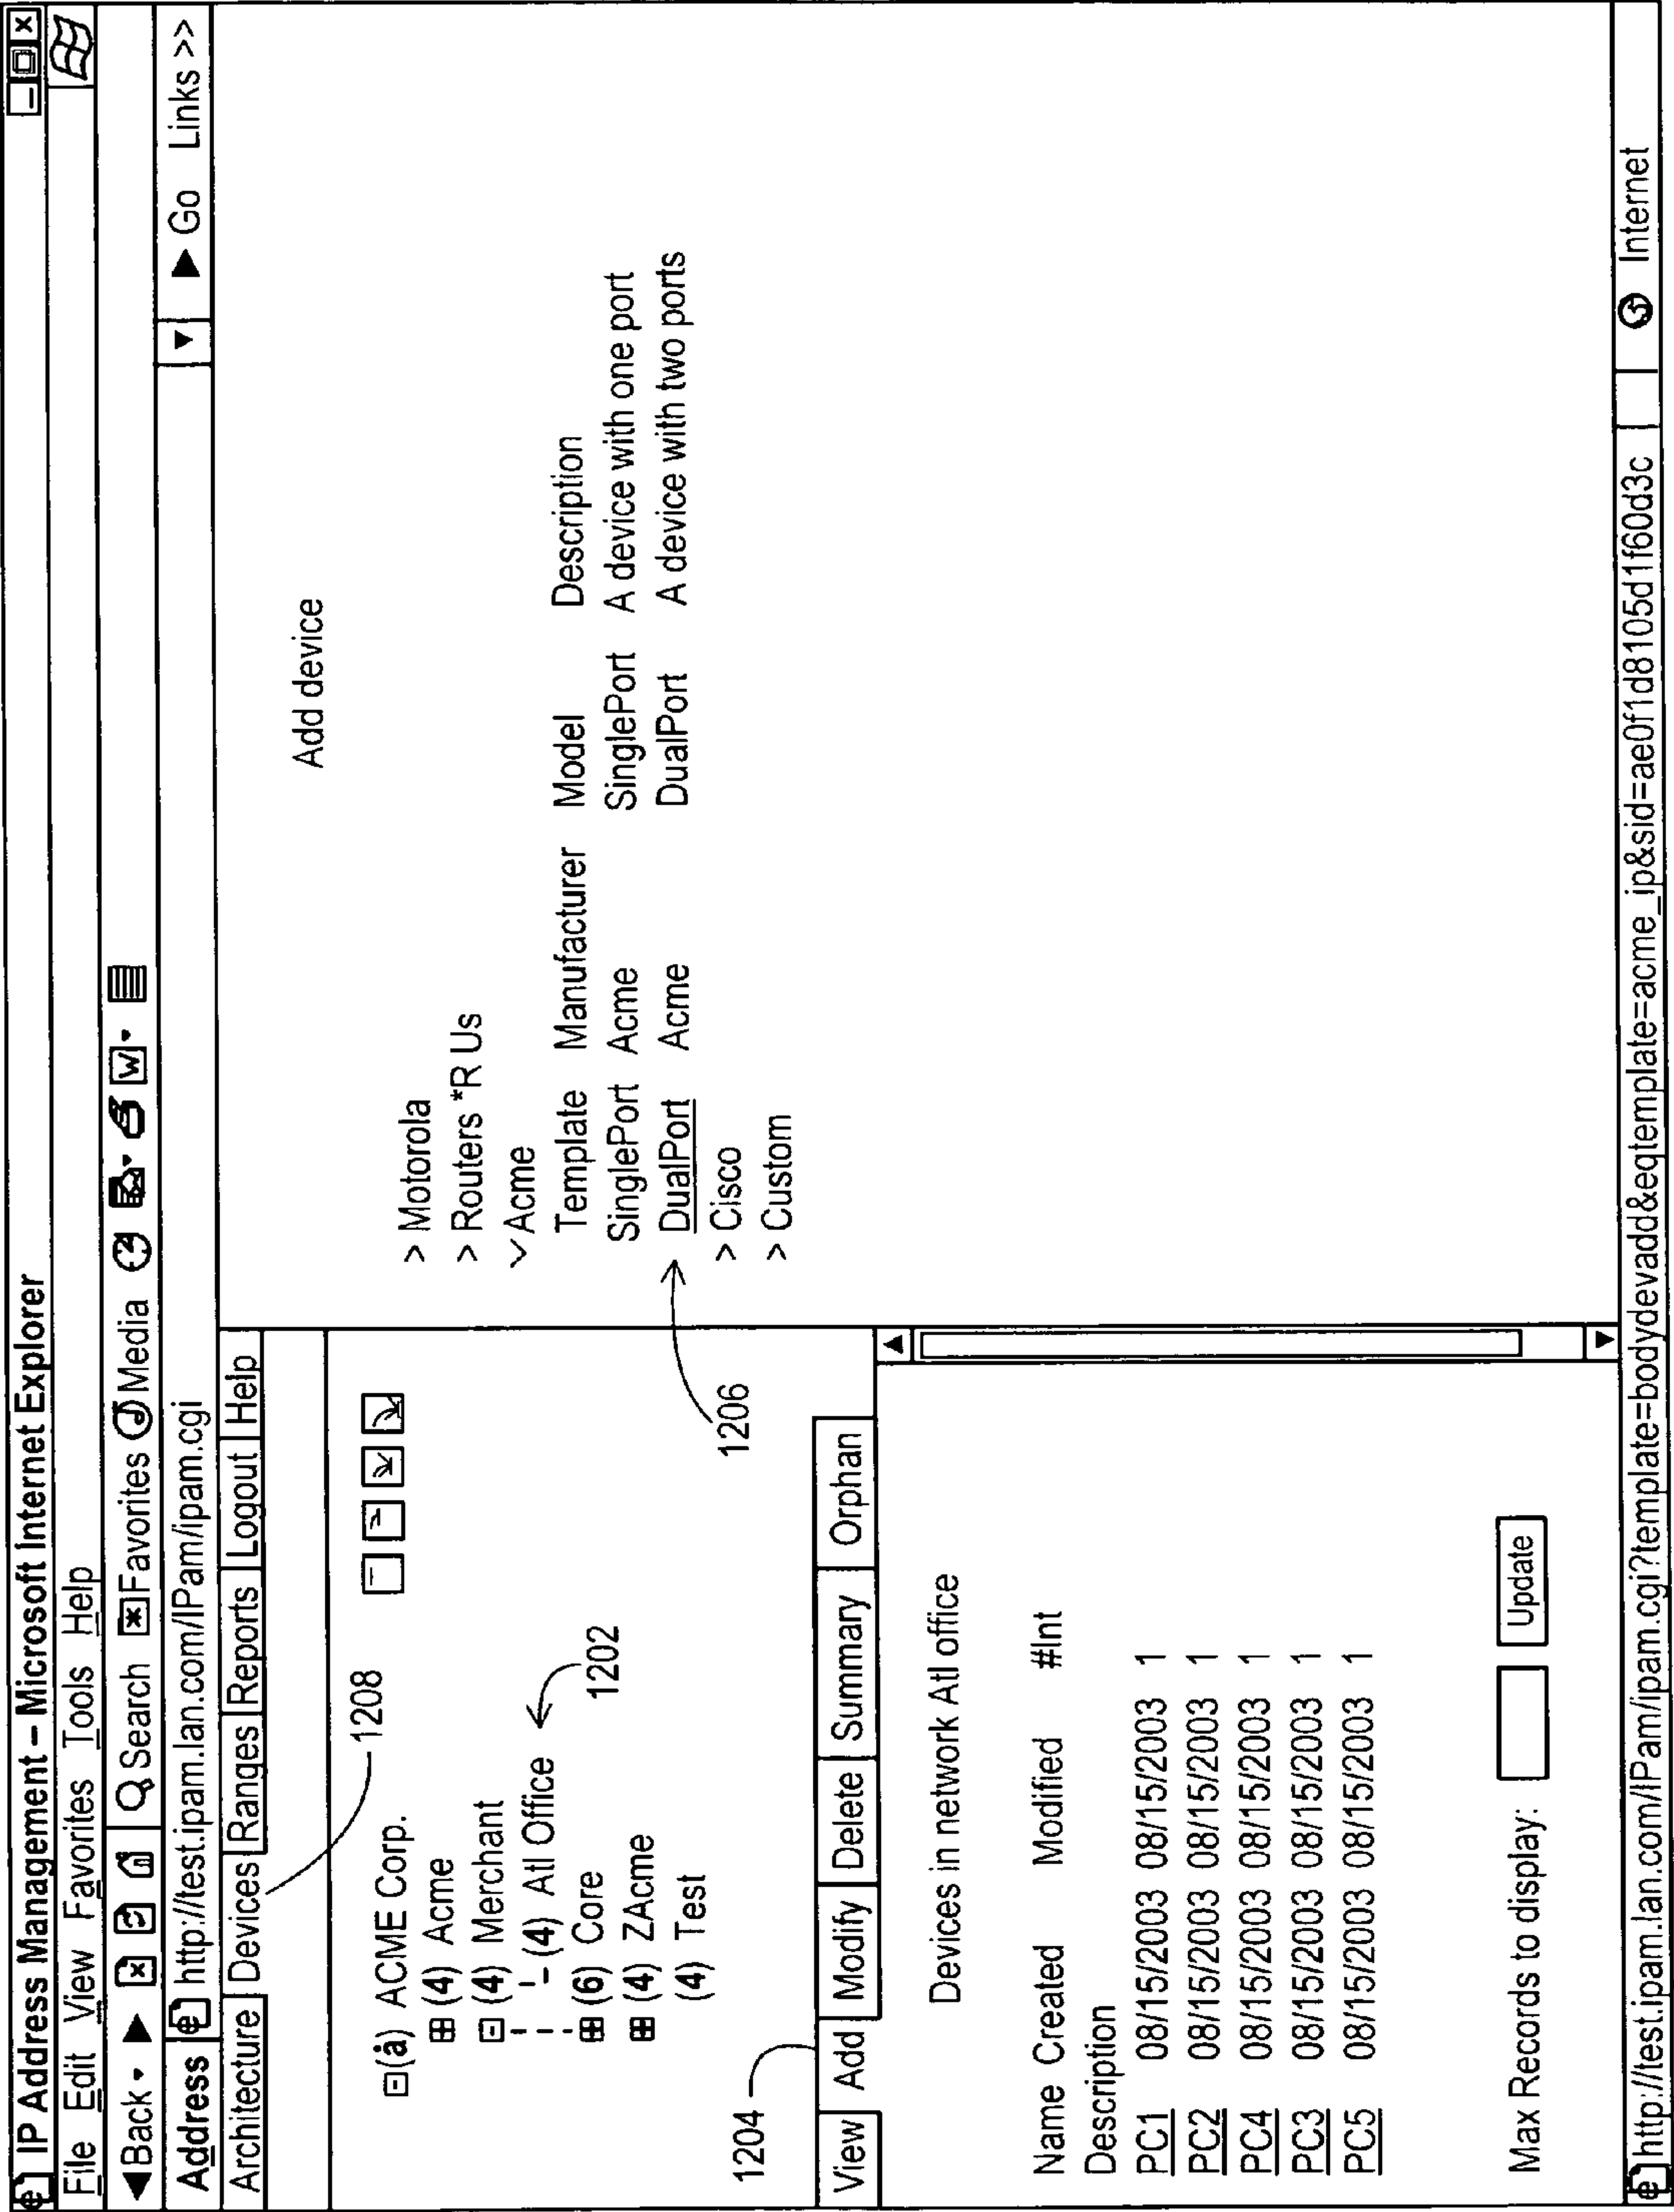 IP Address Management – Microsoft Internet Explorer
File Edit View Favorites Tools Help
Back Search Favorites Media W
Address http://test.ipam.lan.com/IPam/ipam.cgi Go Links >>
Architecture Devices Ranges Reports Logout Help
1208
(a) ACME Corp.
(4) Acme
(4) Merchant
(4) Atl Office
1202
(6) Core
(4) ZAcme
(4) Test
1204
View Add Modify Delete Summary Orphan
Devices in network Atl office
Name Created Modified #Int
Description
PC1 08/15/2003 08/15/2003 1
PC2 08/15/2003 08/15/2003 1
PC4 08/15/2003 08/15/2003 1
PC3 08/15/2003 08/15/2003 1
PC5 08/15/2003 08/15/2003 1
Max Records to display: Update
Add device
> Motorola
> Routers *R Us
Acme
Template Manufacturer Model Description
SinglePort Acme SinglePort A device with one port
DualPort Acme DualPort A device with two ports
1206
> Cisco
> Custom
http://test.ipam.lan.com/IPam/ipam.cgi?template=bodydevadd&eqtemplate=acme_ip&sid=ae0f1d8105d1f60d3c Internet